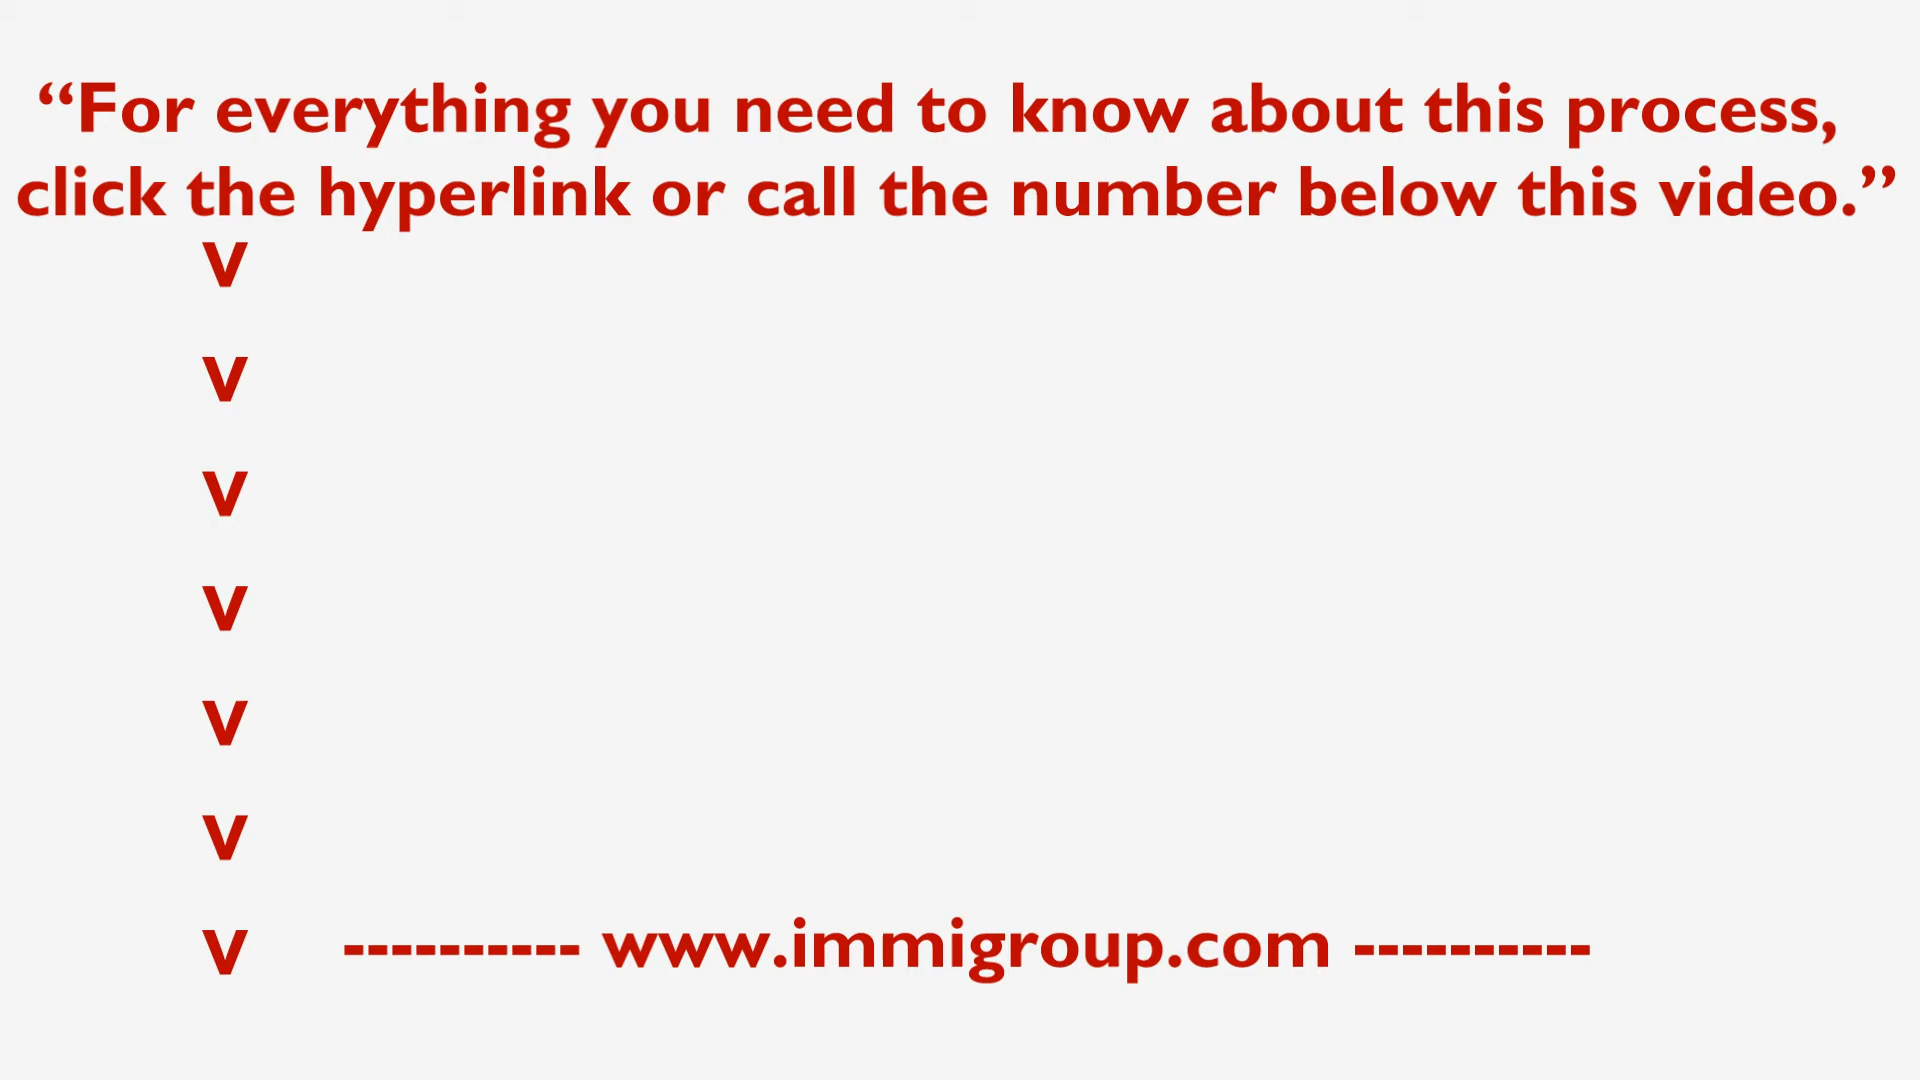 “For everything you need to know about this process,
click the hyperlink or call the number below this video.”
v
v
v
v
v
v
v ---------- www.immigroup.com ----------